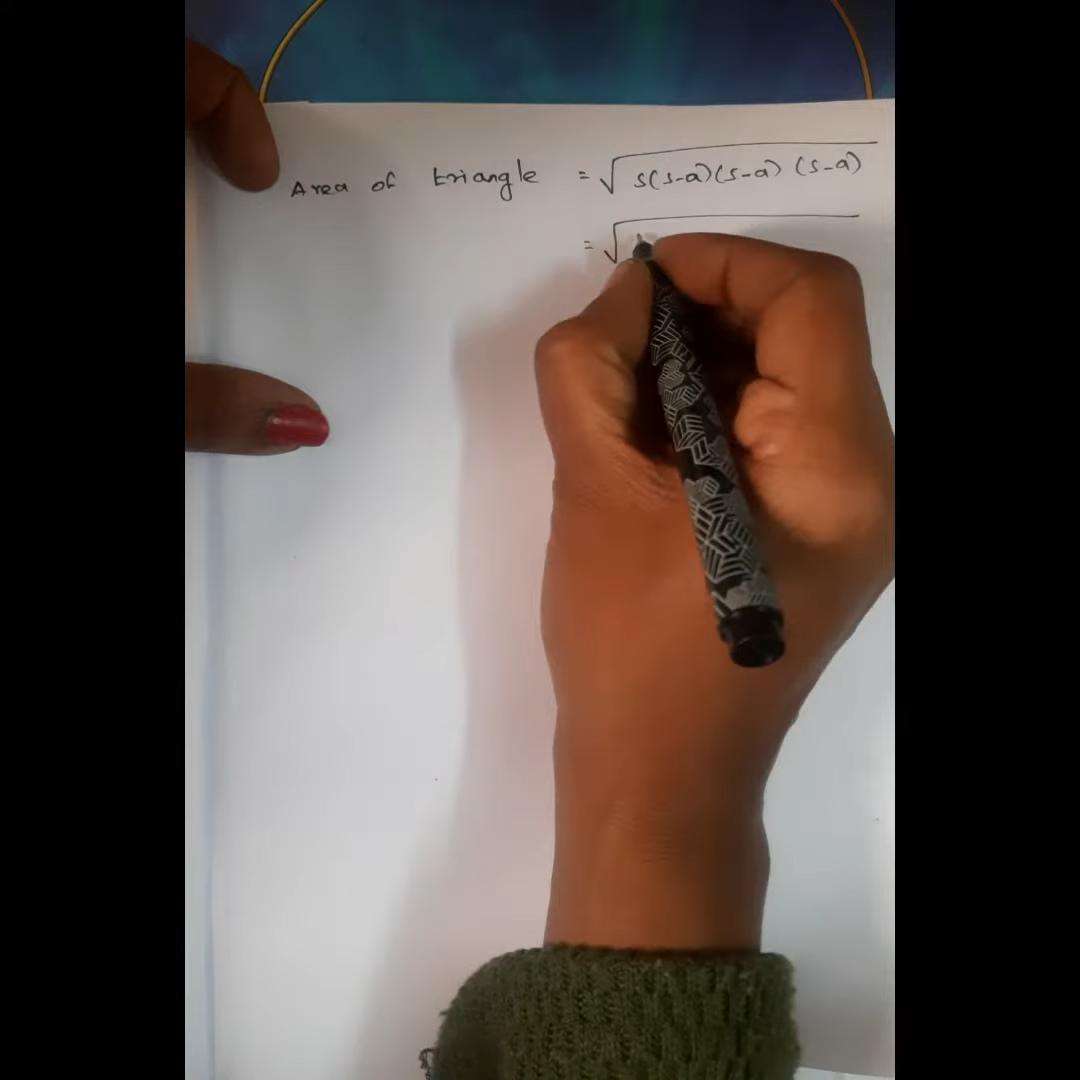 Area of triangle = √s(s-a)(s-a)(s-a)
= √